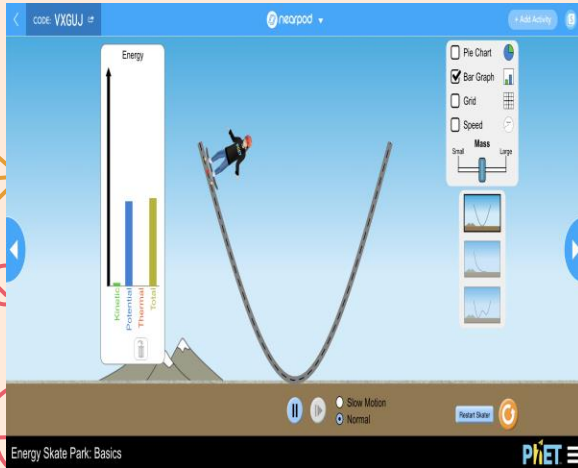 CODE: VXGUJ
nearpod
+ Add Activity
Energy
Kinetic
Potential
Thermal
Total
Pie Chart
Bar Graph
Grid
Speed
Mass
Small
Large
Slow Motion
Normal
Restart Skater
Energy Skate Park: Basics
PhET